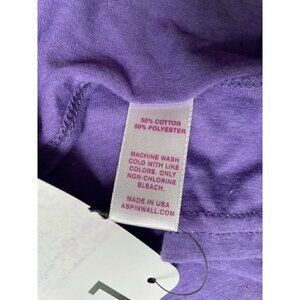 50% COTTON
50% POLYESTER
MACHINE WASH
COLD WITH LIKE
COLORS. ONLY
NON-CHLORINE
BLEACH.
MADE IN USA
ASPINWALL.COM